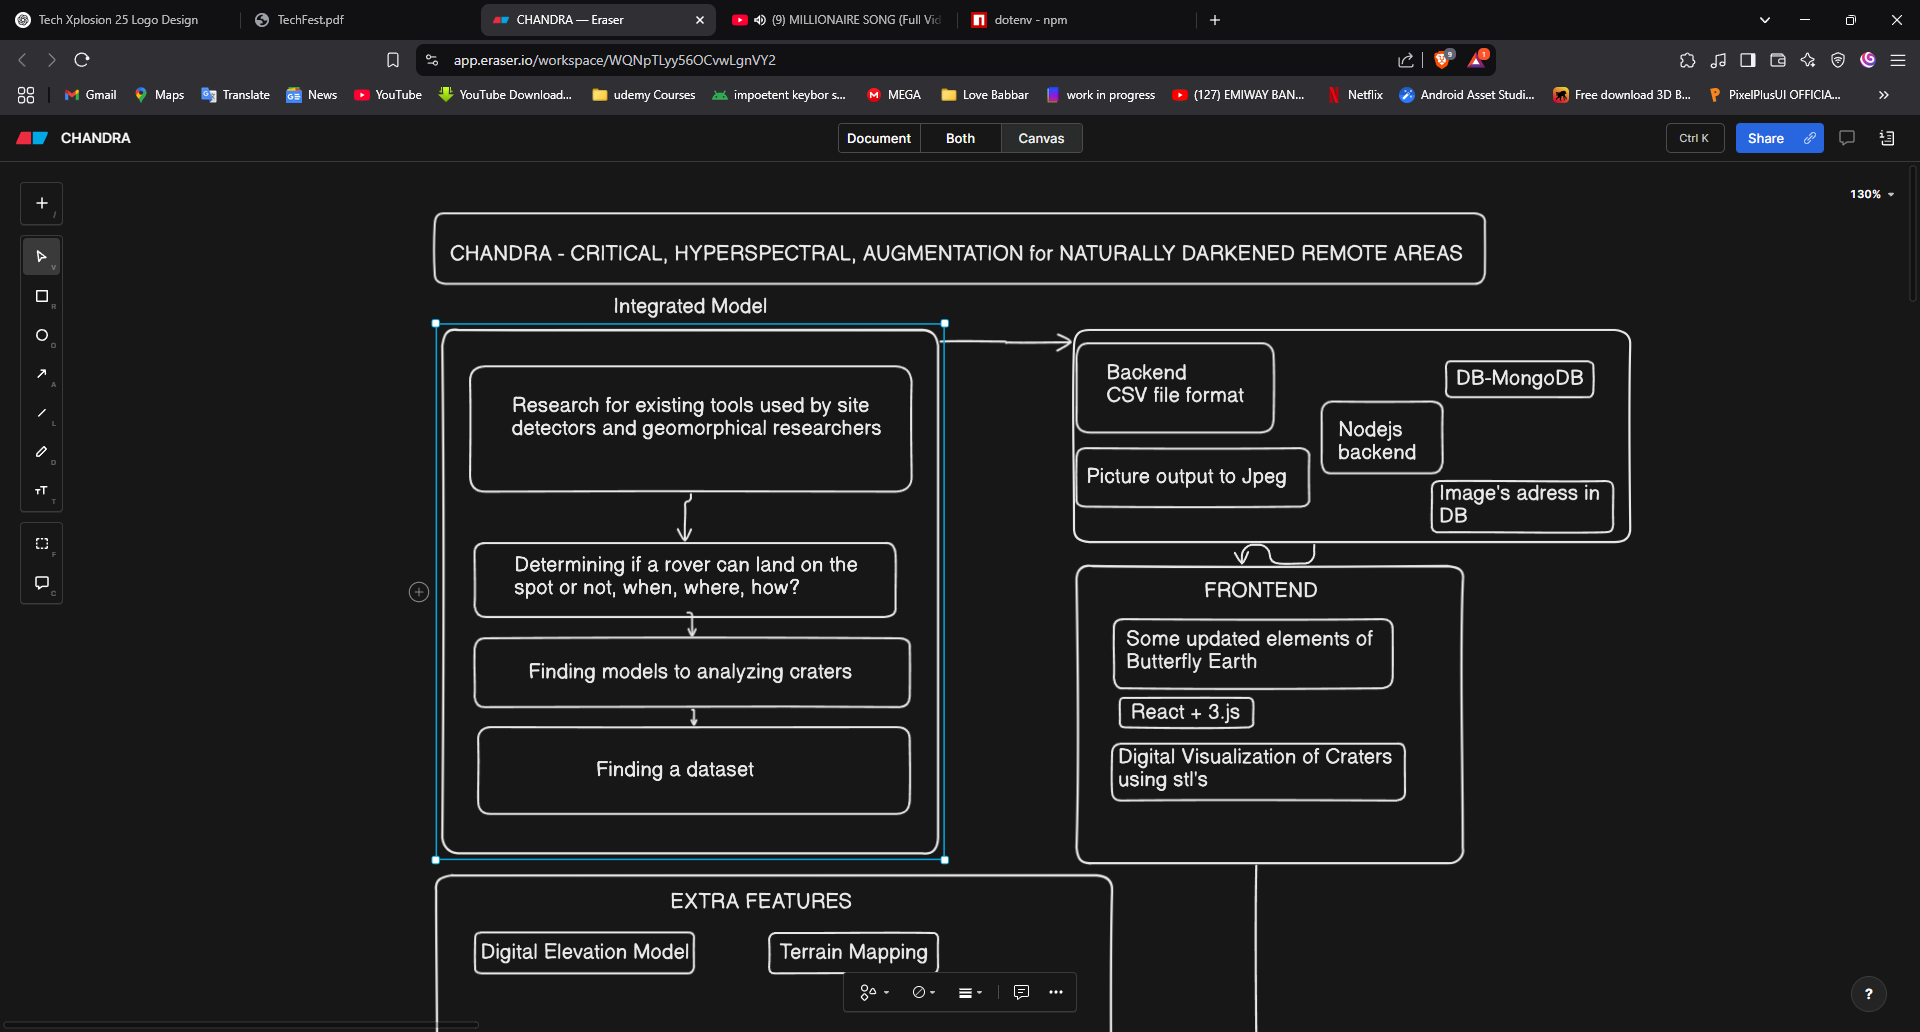 Tech Xplosion 25 Logo Design
TechFest.pdf
CHANDRA — Eraser
(9) MILLIONAIRE SONG (Full Vid
dotenv - npm
app.eraser.io/workspace/WQNpTLyy56OCvwLgnVY2
9
1
Gmail
Maps
Translate
News
YouTube
YouTube Download...
udemy Courses
impoetent keybor s...
MEGA
Love Babbar
work in progress
(127) EMIWAY BAN...
Netflix
Android Asset Studi...
Free download 3D B...
PixelPlusUI OFFICIA...
CHANDRA
Document
Both
Canvas
Ctrl K
Share
130%
CHANDRA - CRITICAL, HYPERSPECTRAL, AUGMENTATION for NATURALLY DARKENED REMOTE AREAS
Integrated Model
Research for existing tools used by site
detectors and geomorphical researchers
Determining if a rover can land on the
spot or not, when, where, how?
Finding models to analyzing craters
Finding a dataset
Backend
CSV file format
Picture output to Jpeg
Nodejs
backend
DB-MongoDB
Image's adress in
DB
FRONTEND
Some updated elements of
Butterfly Earth
React + 3.js
Digital Visualization of Craters
using stl's
EXTRA FEATURES
Digital Elevation Model
Terrain Mapping
?